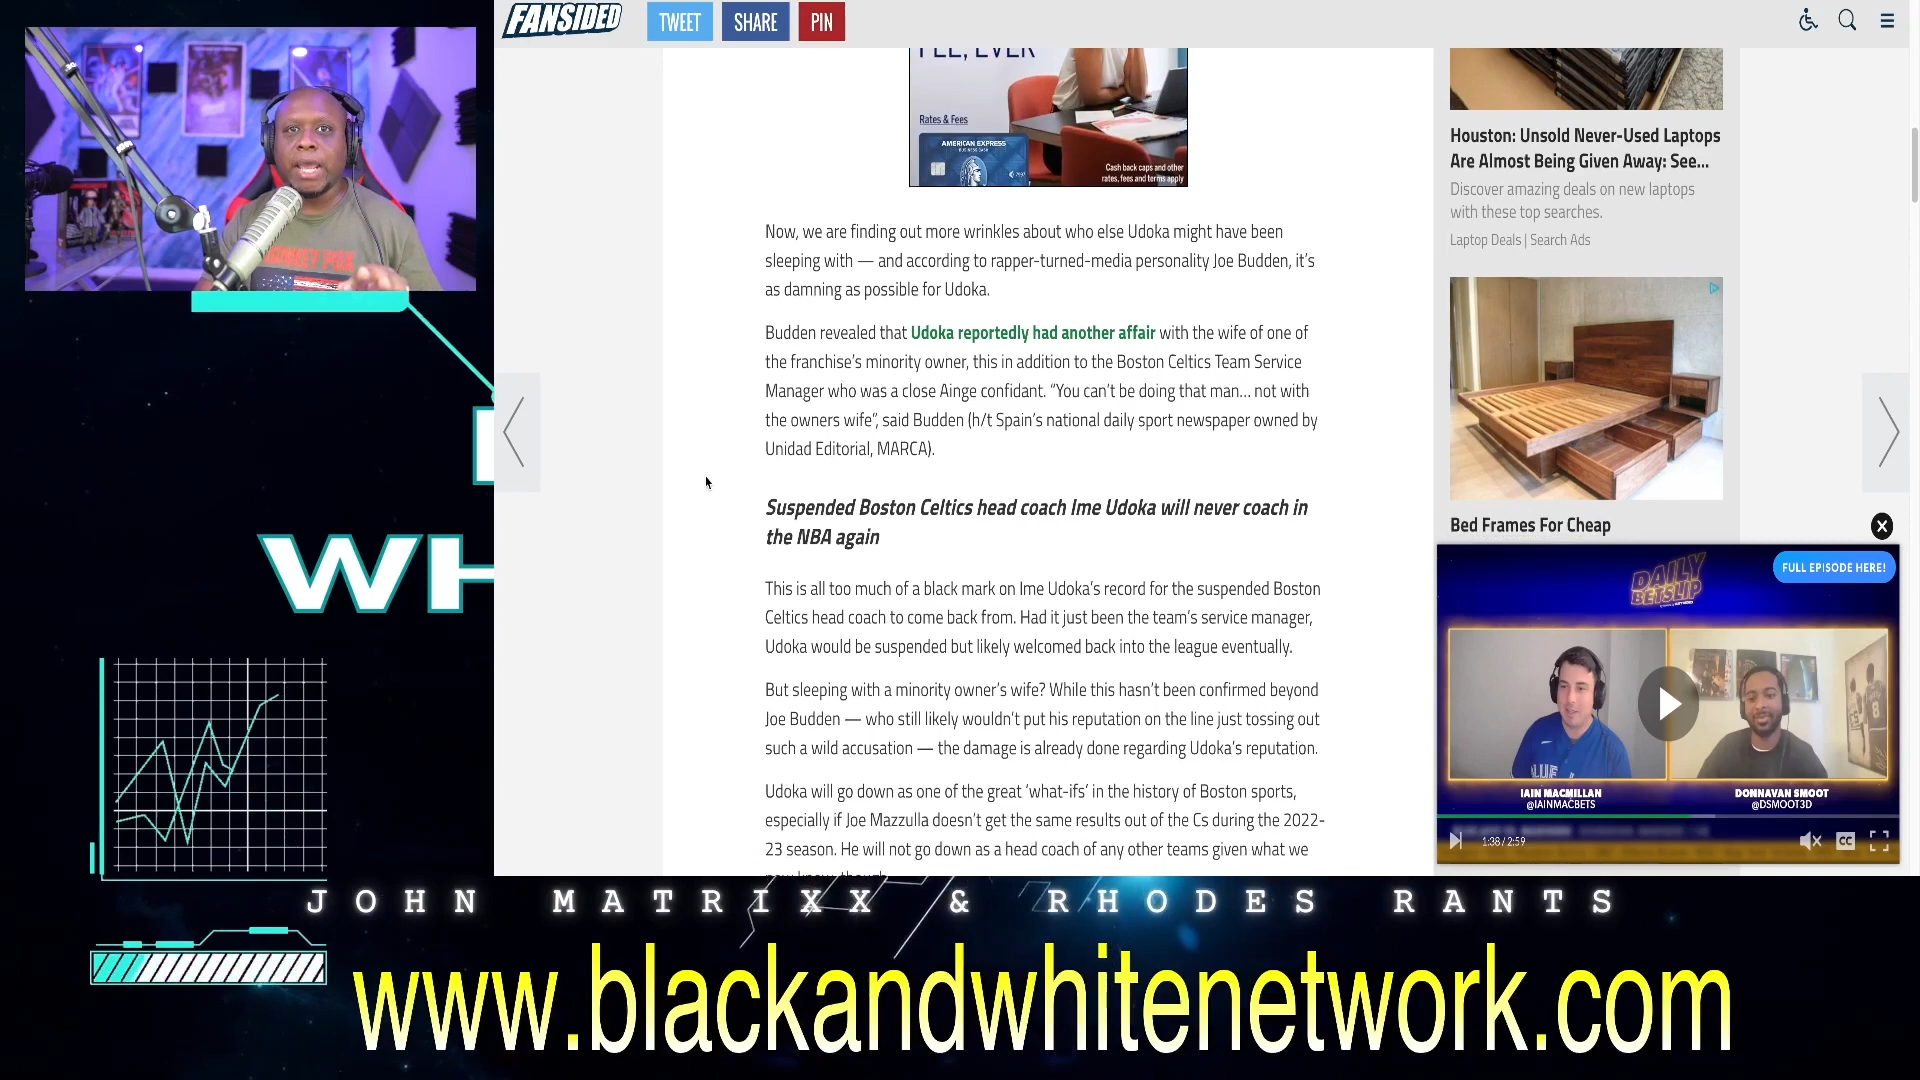 FANSIDED
TWEET
SHARE
PIN
Rates & Fees
AMERICAN EXPRESS
Cash back caps and other
rates, fees and terms apply
Now, we are finding out more wrinkles about who else Udoka might have been
sleeping with — and according to rapper-turned-media personality Joe Budden, it's
as damning as possible for Udoka.
Budden revealed that Udoka reportedly had another affair with the wife of one of
the franchise's minority owner, this in addition to the Boston Celtics Team Service
Manager who was a close Ainge confidant. “You can't be doing that man... not with
the owners wife”, said Budden (h/t Spain's national daily sport newspaper owned by
Unidad Editorial, MARCA).
Suspended Boston Celtics head coach Ime Udoka will never coach in
the NBA again
This is all too much of a black mark on Ime Udoka's record for the suspended Boston
Celtics head coach to come back from. Had it just been the team's service manager,
Udoka would be suspended but likely welcomed back into the league eventually.
But sleeping with a minority owner's wife? While this hasn't been confirmed beyond
Joe Budden — who still likely wouldn't put his reputation on the line just tossing out
such a wild accusation — the damage is already done regarding Udoka's reputation.
Udoka will go down as one of the great ‘what-ifs’ in the history of Boston sports,
especially if Joe Mazzulla doesn't get the same results out of the Cs during the 2022-
23 season. He will not go down as a head coach of any other teams given what we
Houston: Unsold Never-Used Laptops
Are Almost Being Given Away: See...
Discover amazing deals on new laptops
with these top searches.
Laptop Deals | Search Ads
Bed Frames For Cheap
FULL EPISODE HERE!
DAILY
BETSLIP
IAIN MACMILLAN
@IAINMACBETS
DONNAVAN SMOOT
@DSMOOT3D
1:38 / 2:59
CC
WH
JOHN MATRIXX & RHODES RANTS
www.blackandwhitenetwork.com